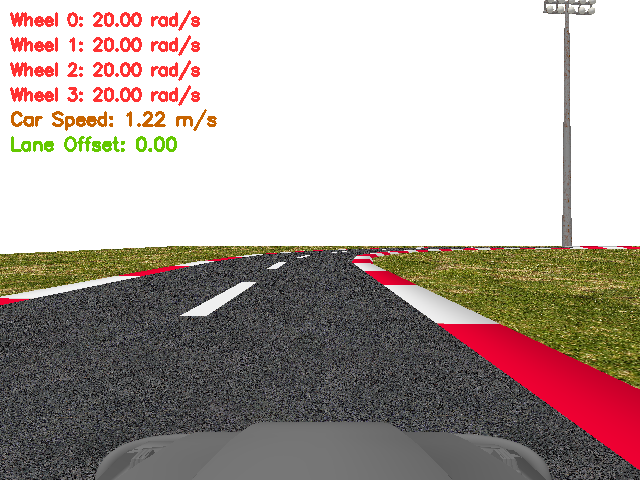 Wheel 0: 20.00 rad/s
Wheel 1: 20.00 rad/s
Wheel 2: 20.00 rad/s
Wheel 3: 20.00 rad/s
Car Speed: 1.22 m/s
Lane Offset: 0.00